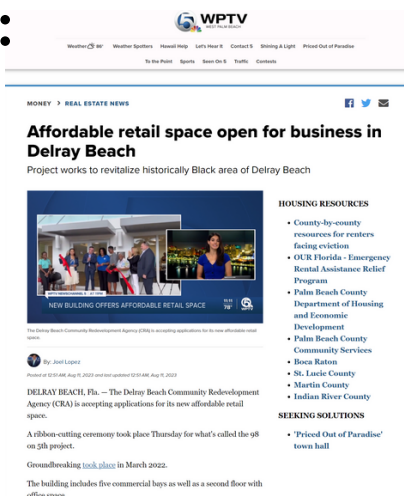 5 WPTV
WEST PALM BEACH
Weather 88° Weather Spotters Hawaii Help Let's Hear It Contact 5 Shining A Light Priced Out of Paradise
To the Point Sports Seen On 5 Traffic Contests
MONEY > REAL ESTATE NEWS
Affordable retail space open for business in
Delray Beach
Project works to revitalize historically Black area of Delray Beach
NEW BUILDING OFFERS AFFORDABLE RETAIL SPACE
11:11
78°
5
WPTV
The Delray Beach Community Redevelopment Agency (CRA) is accepting applications for its new affordable retail
space.
By: Joel Lopez
Posted at 12:51 AM, Aug 11, 2023 and last updated 12:51 AM, Aug 11, 2023
DELRAY BEACH, Fla. — The Delray Beach Community Redevelopment
Agency (CRA) is accepting applications for its new affordable retail
space.
A ribbon-cutting ceremony took place Thursday for what's called the 98
on 5th project.
Groundbreaking took place in March 2022.
The building includes five commercial bays as well as a second floor with
office space.
HOUSING RESOURCES
• County-by-county
resources for renters
facing eviction
• OUR Florida - Emergency
Rental Assistance Relief
Program
• Palm Beach County
Department of Housing
and Economic
Development
• Palm Beach County
Community Services
• Boca Raton
• St. Lucie County
• Martin County
• Indian River County
SEEKING SOLUTIONS
• 'Priced Out of Paradise'
town hall